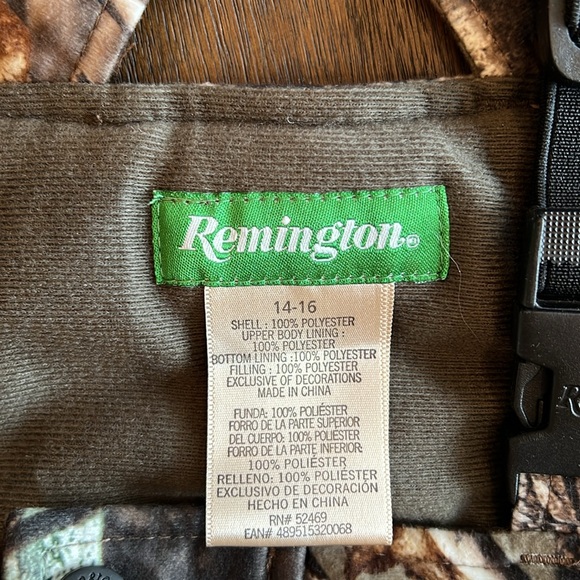 Remington®
14-16
SHELL : 100% POLYESTER
UPPER BODY LINING :
100% POLYESTER
BOTTOM LINING :100% POLYESTER
FILLING : 100% POLYESTER
EXCLUSIVE OF DECORATIONS
MADE IN CHINA
FUNDA: 100% POLIÉSTER
FORRO DE LA PARTE SUPERIOR
DEL CUERPO: 100% POLIÉSTER
FORRO DE LA PARTE INFERIOR:
100% POLIÉSTER
RELLENO: 100% POLIÉSTER
EXCLUSIVO DE DECORACIÓN
HECHO EN CHINA
RN# 52469
EAN# 489515320068